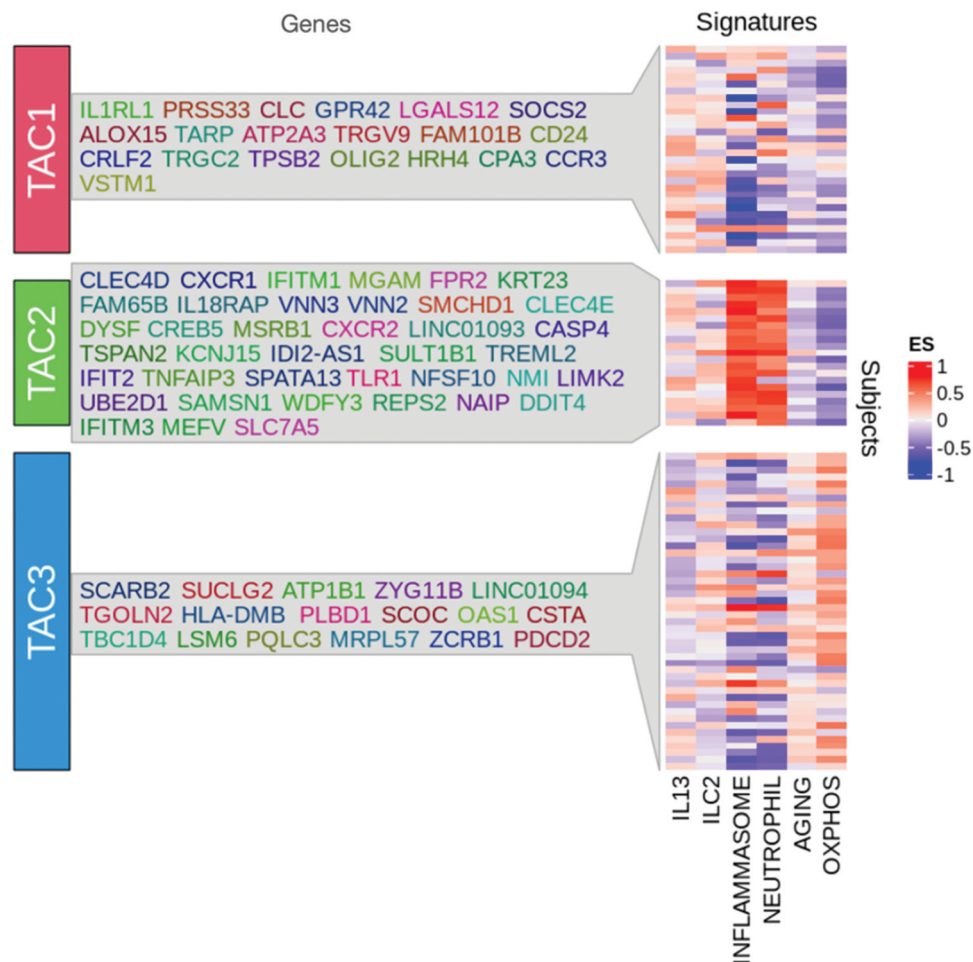 Genes
Signatures
TAC1
IL1RL1 PRSS33 CLC GPR42 LGALS12 SOCS2
ALOX15 TARP ATP2A3 TRGV9 FAM101B CD24
CRLF2 TRGC2 TPSB2 OLIG2 HRH4 CPA3 CCR3
VSTM1
TAC2
CLEC4D CXCR1 IFITM1 MGAM FPR2 KRT23
FAM65B IL18RAP VNN3 VNN2 SMCHD1 CLEC4E
DYSF CREB5 MSRB1 CXCR2 LINC01093 CASP4
TSPAN2 KCNJ15 IDI2-AS1 SULT1B1 TREML2
IFIT2 TNFAIP3 SPATA13 TLR1 NFSF10 NMI LIMK2
UBE2D1 SAMSN1 WDFY3 REPS2 NAIP DDIT4
IFITM3 MEFV SLC7A5
TAC3
SCARB2 SUCLG2 ATP1B1 ZYG11B LINC01094
TGOLN2 HLA-DMB PLBD1 SCOC OAS1 CSTA
TBC1D4 LSM6 PQLC3 MRPL57 ZCRB1 PDCD2
Subjects
ES
1
0.5
0
-0.5
-1
IL13
ILC2
INFLAMMASOME
NEUTROPHIL
AGING
OXPHOS